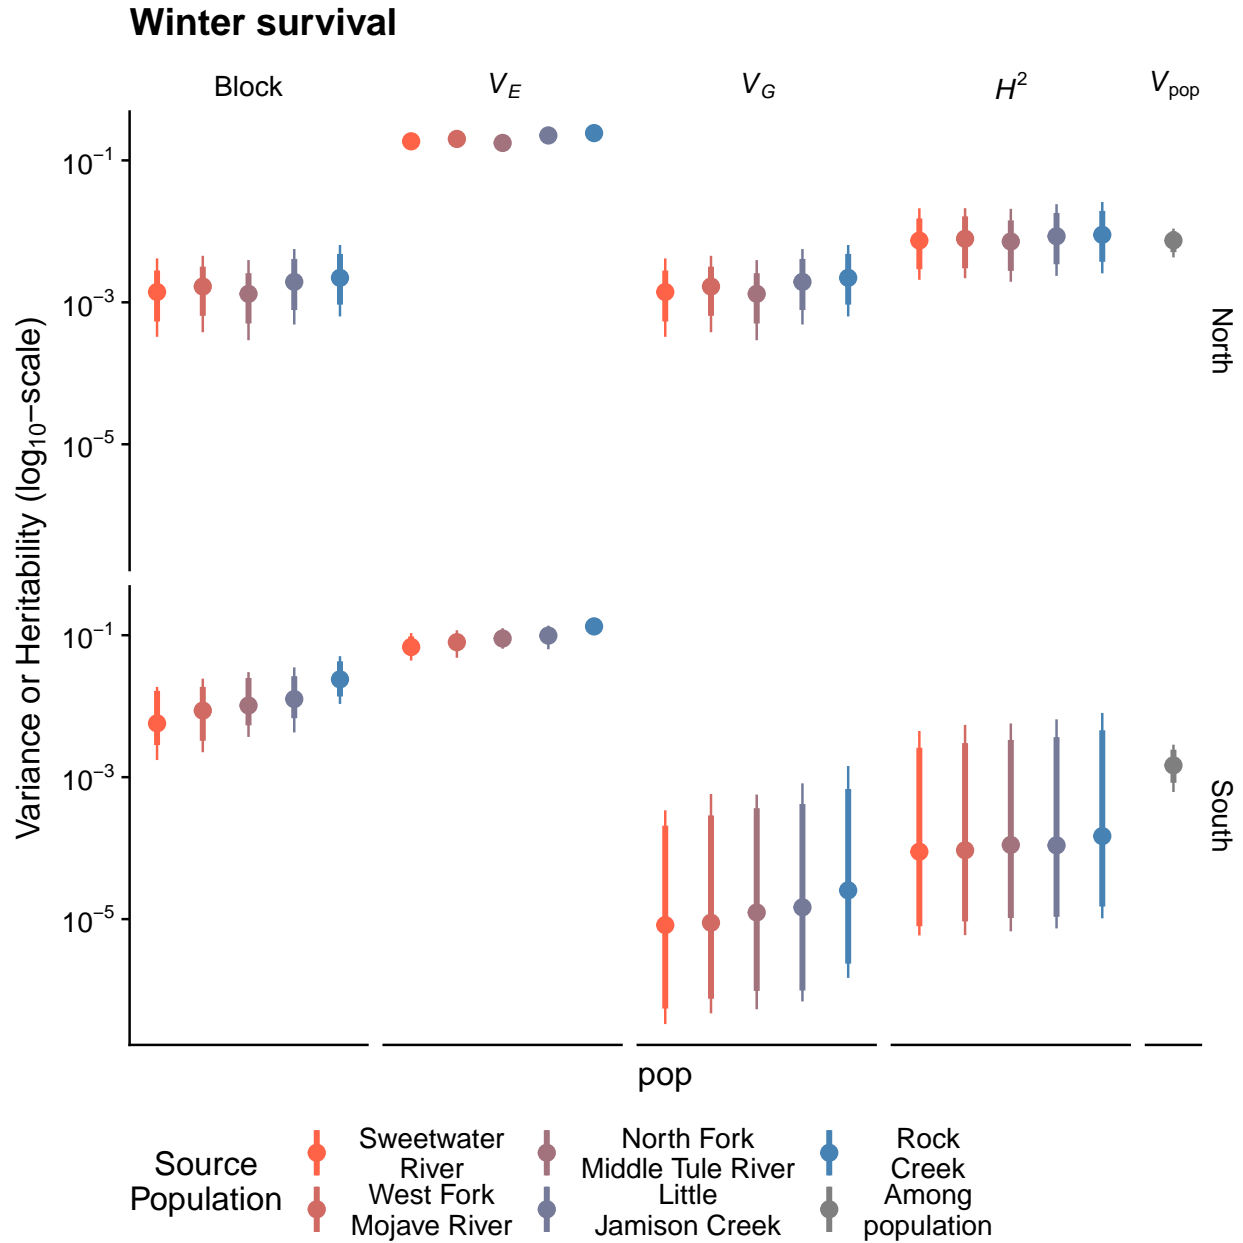 Winter survival
Block V_E V_G H² V_pop
Variance or Heritability (log₁₀−scale)
10⁻¹
10⁻³
10⁻⁵
North
10⁻¹
10⁻³
10⁻⁵
South
pop
Source
Population
Sweetwater
River
West Fork
Mojave River
North Fork
Middle Tule River
Little
Jamison Creek
Rock
Creek
Among
population